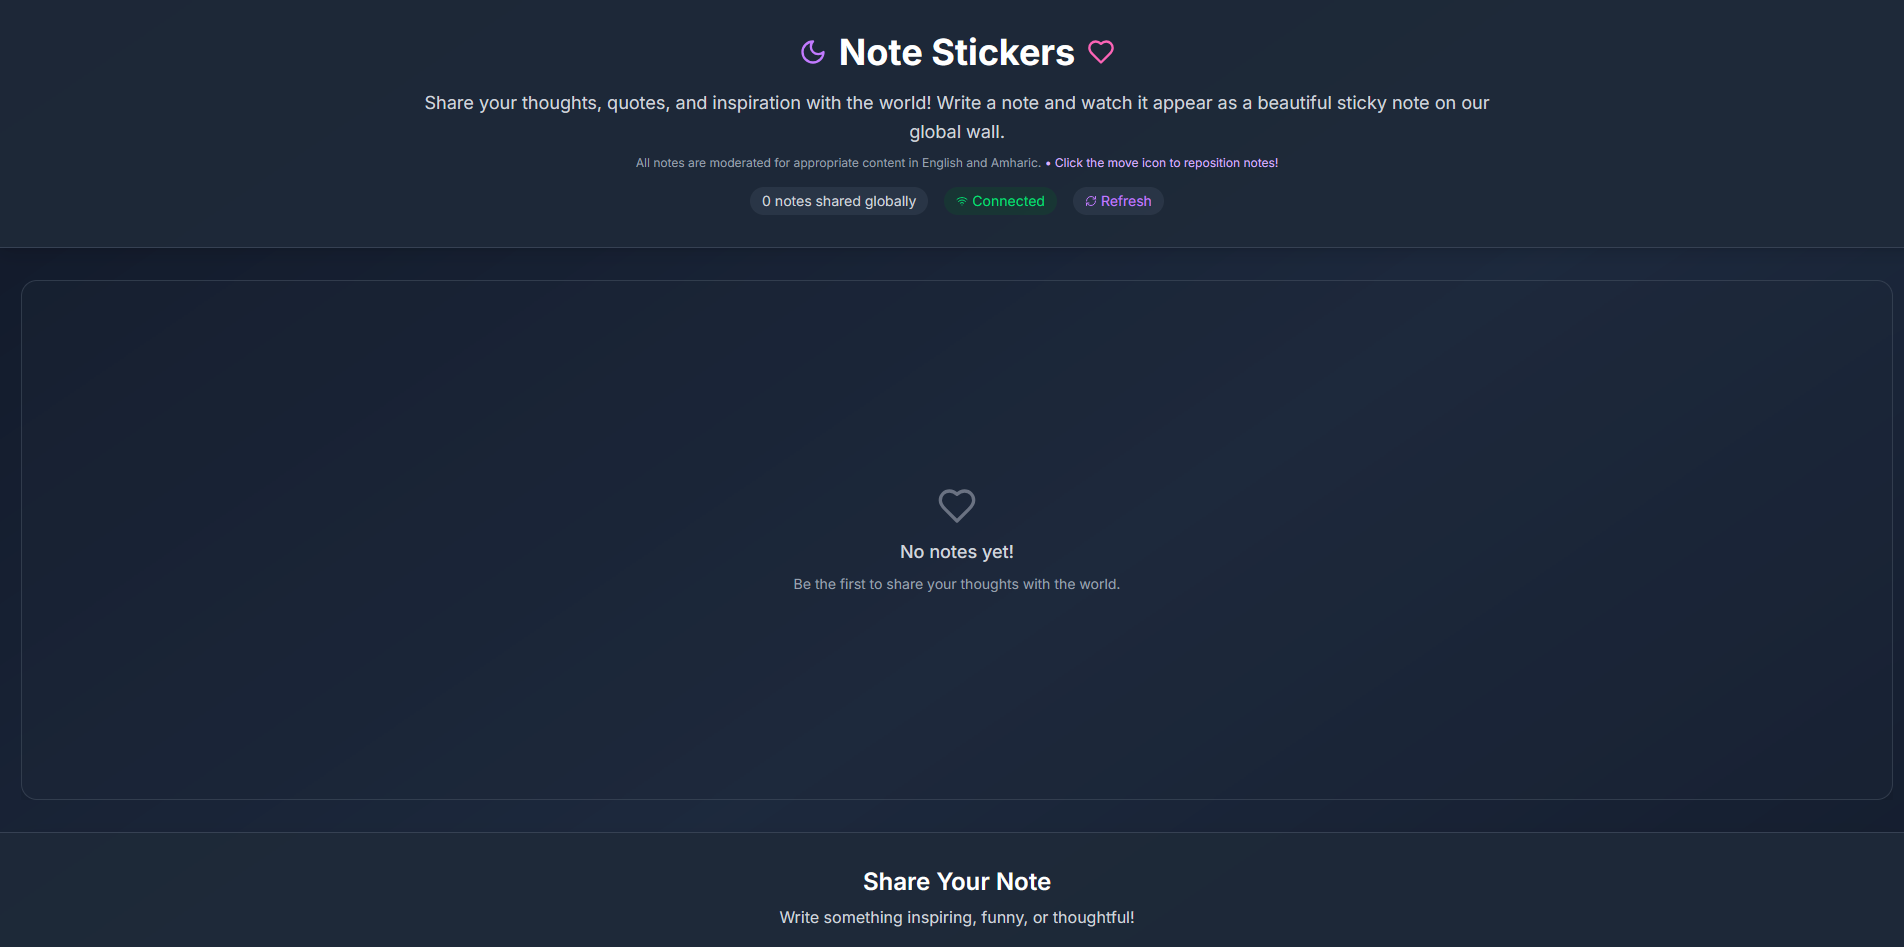 Note Stickers
Share your thoughts, quotes, and inspiration with the world! Write a note and watch it appear as a beautiful sticky note on our
global wall.
All notes are moderated for appropriate content in English and Amharic. • Click the move icon to reposition notes!
0 notes shared globally Connected Refresh
No notes yet!
Be the first to share your thoughts with the world.
Share Your Note
Write something inspiring, funny, or thoughtful!